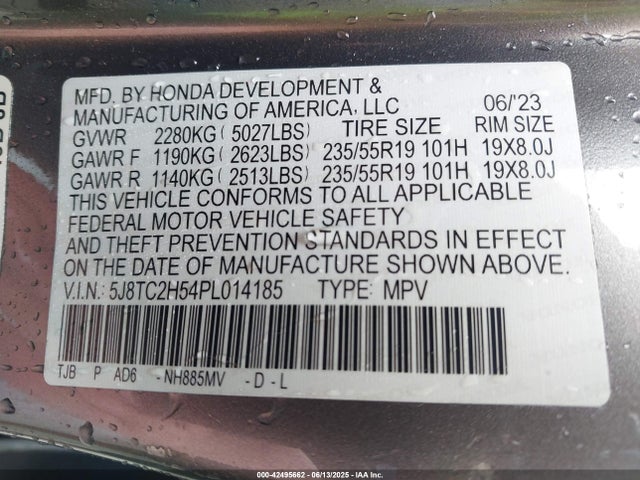 MFD. BY HONDA DEVELOPMENT &
MANUFACTURING OF AMERICA, LLC 06/'23
GVWR 2280KG ( 5027LBS) TIRE SIZE RIM SIZE
GAWR F 1190KG ( 2623LBS) 235/55R19 101H 19X8.0J
GAWR R 1140KG ( 2513LBS) 235/55R19 101H 19X8.0J
THIS VEHICLE CONFORMS TO ALL APPLICABLE
FEDERAL MOTOR VEHICLE SAFETY
AND THEFT PREVENTION STANDARDS IN EFFECT
ON THE DATE OF MANUFACTURE SHOWN ABOVE.
V.I.N.: 5J8TC2H54PL014185 TYPE: MPV
TJB P AD6 -NH885MV -D-L
000-42495662 - 06/13/2025 - IAA Inc.